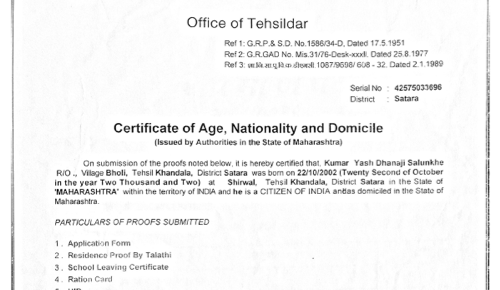 Office of Tehsildar
Ref 1: G.R.P.& S.D. No.1586/34-D, Dated 17.5.1951
Ref 2: G.R.GAD No. Mis.31/76-Desk-xxxII. Dated 25.8.1977
Ref 3: 1087/9698/ 608 - 32. Dated 2.1.1989
Serial No : 42575033696
District : Satara
Certificate of Age, Nationality and Domicile
(Issued by Authorities in the State of Maharashtra)
On submission of the proofs noted below, it is hereby certified that, Kumar Yash Dhanaji Salunkhe
R/O ., Village Bholi, Tehsil Khandala, District Satara was born on 22/10/2002 (Twenty Second of October
in the year Two Thousand and Two) at Shirwal, Tehsil Khandala, District Satara in the State of
'MAHARASHTRA" within the territory of INDIA and he is a CITIZEN OF INDIA domiciled in the State of
Maharashtra.
PARTICULARS OF PROOFS SUBMITTED
1 . Application Form
2 . Residence Proof By Talathi
3 . School Leaving Certificate
4 . Ration Card